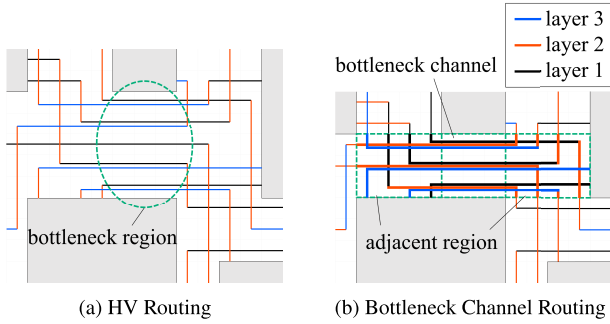 layer 3
layer 2
layer 1
bottleneck channel
bottleneck region
adjacent region
(a) HV Routing
(b) Bottleneck Channel Routing